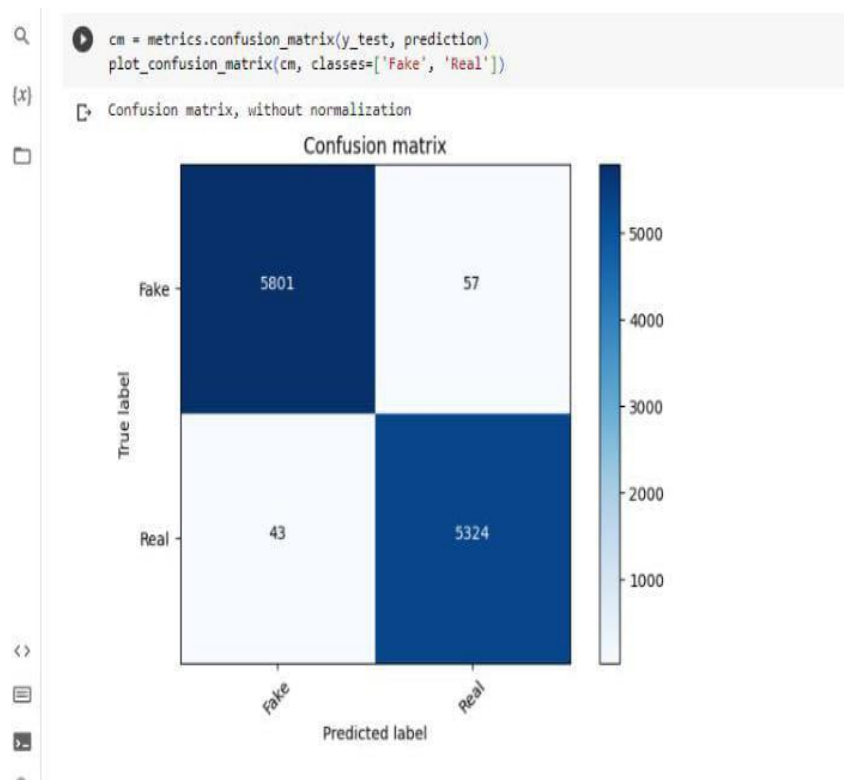 cm = metrics.confusion_matrix(y_test, prediction)
plot_confusion_matrix(cm, classes=['Fake', 'Real'])
{x}
Confusion matrix, without normalization
Confusion matrix
5000
Fake
5801
57
4000
True label
3000
2000
Real
43
5324
1000
Fake
Real
Predicted label